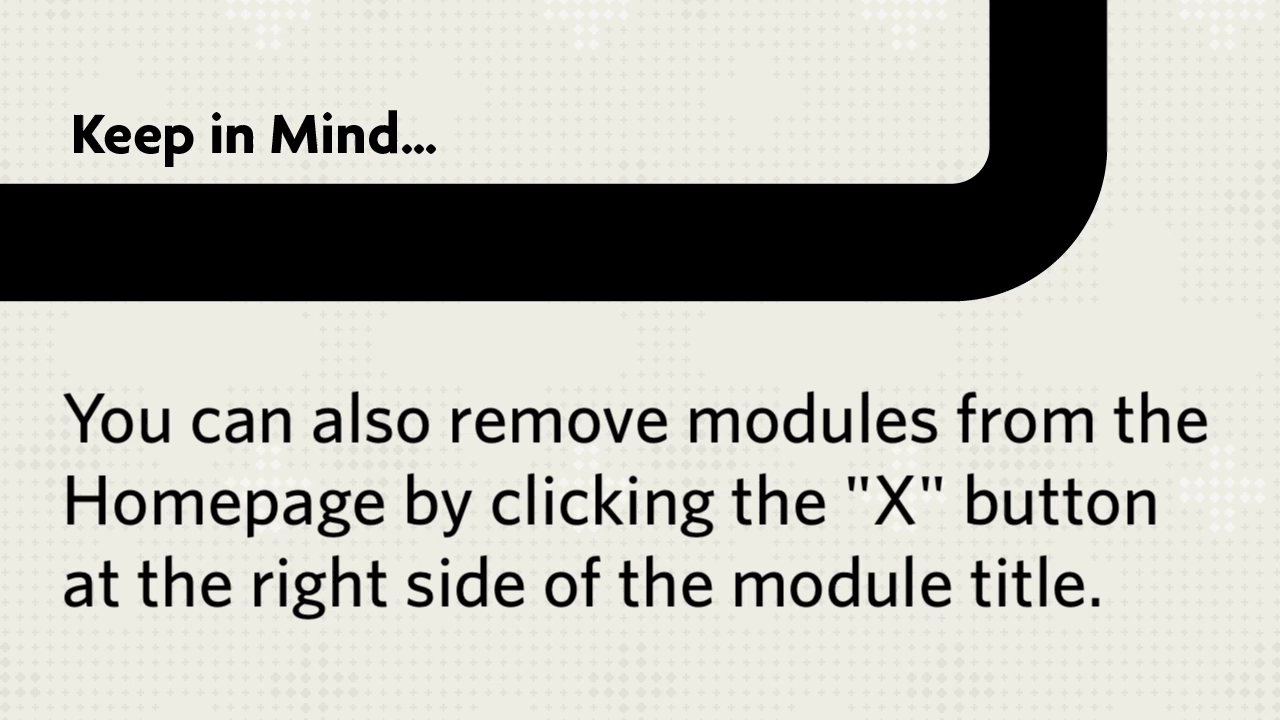 Keep in Mind...
You can also remove modules from the
Homepage by clicking the "X" button
at the right side of the module title.